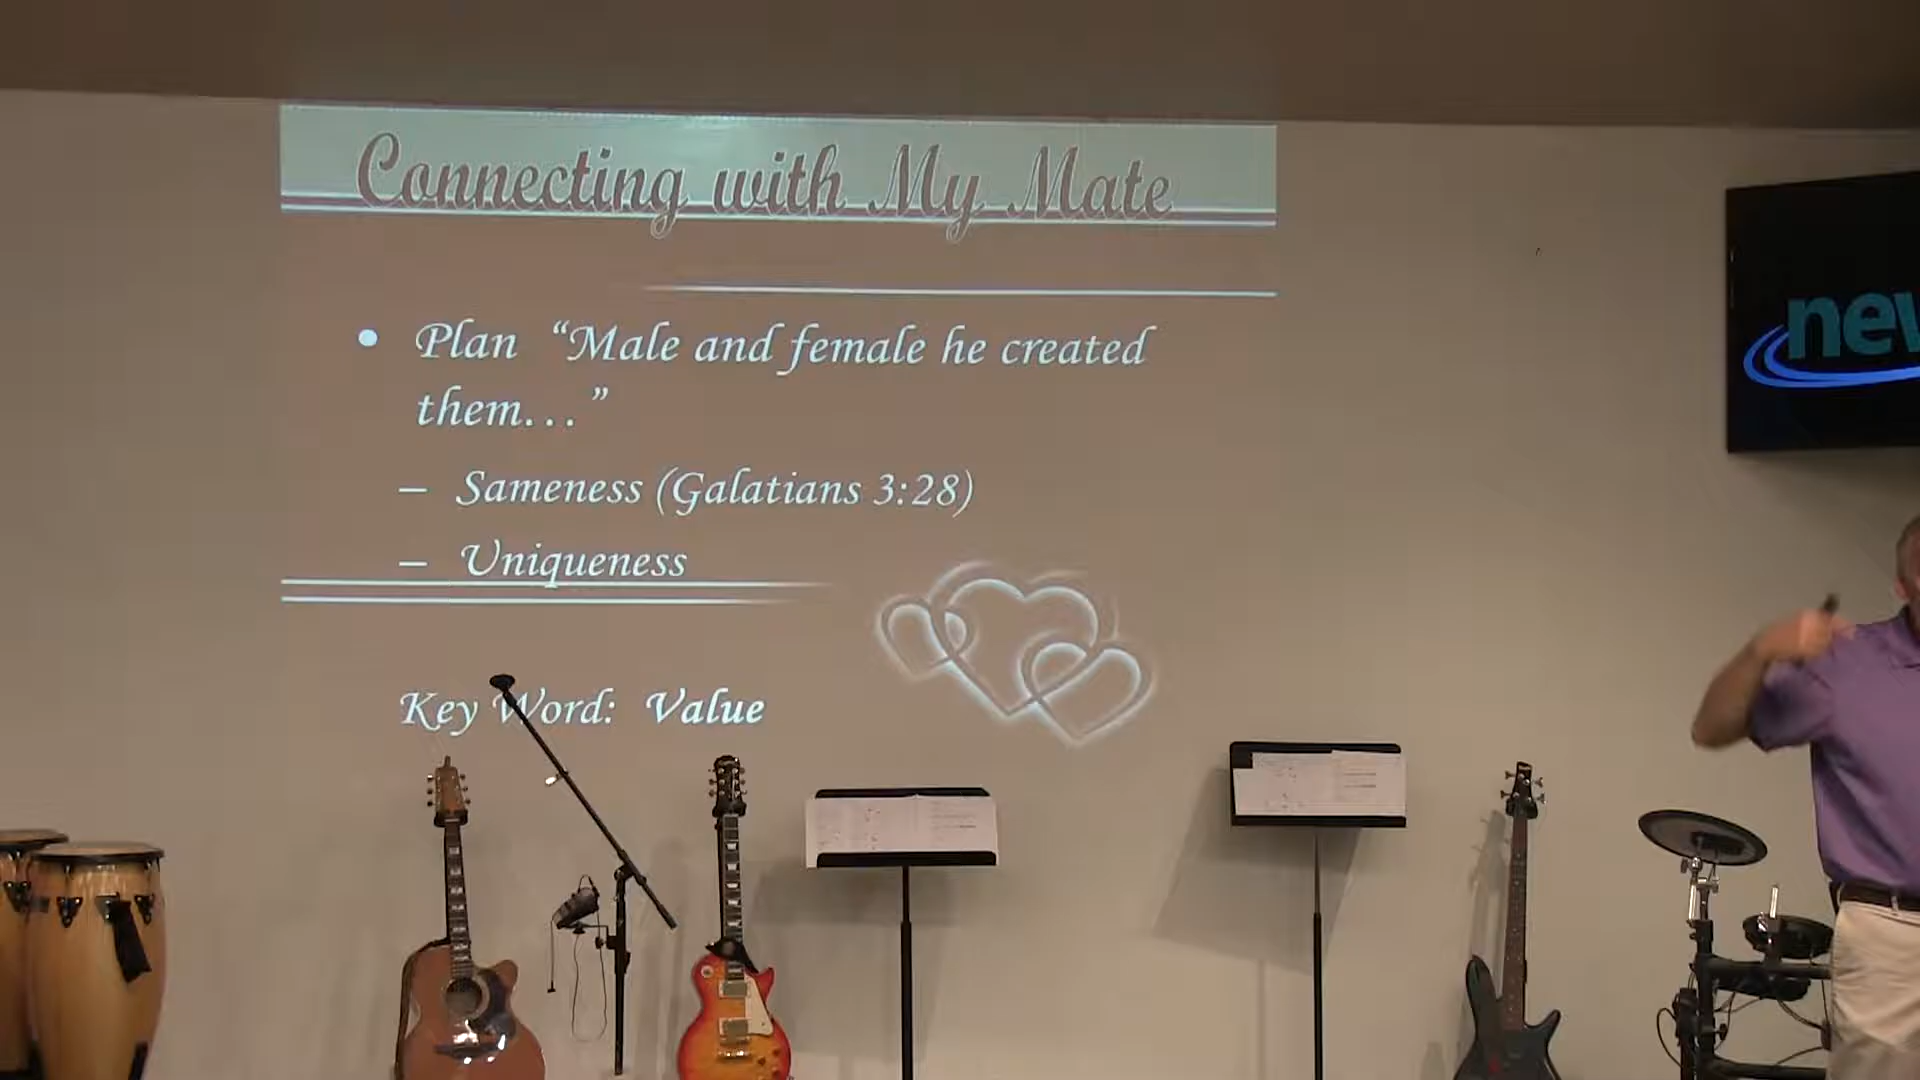 Connecting with My Mate
• Plan “Male and female he created
them...”
– Sameness (Galatians 3:28)
– Uniqueness
Key Word: Value